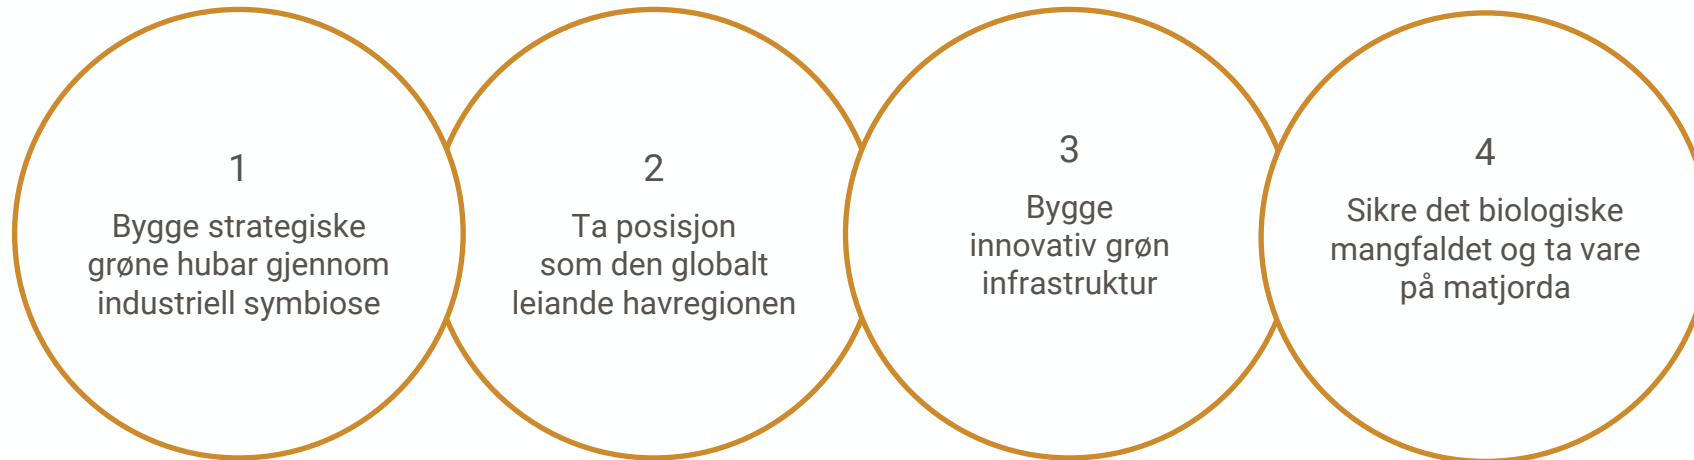 1
Bygge strategiske
grøne hubar gjennom
industriell symbiose
2
Ta posisjon
som den globalt
leiande havregionen
3
Bygge
innovativ grøn
infrastruktur
4
Sikre det biologiske
mangfaldet og ta vare
på matjorda